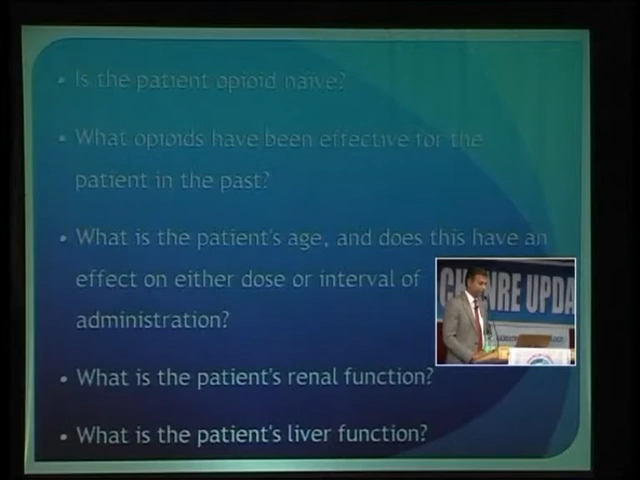 • Is the patient opioid naïve?
• What opioids have been effective for the
patient in the past?
• What is the patient's age, and does this have an
effect on either dose or interval of
administration?
• What is the patient's renal function?
• What is the patient's liver function?
UPDA